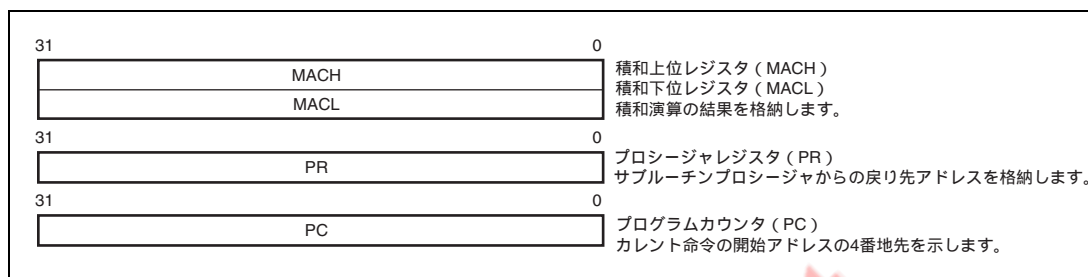 31 0
MACH
MACL
積和上位レジスタ（MACH）
積和下位レジスタ（MACL）
積和演算の結果を格納します。
31 0
PR
プロシージャレジスタ（PR）
サブルーチンプロシージャからの戻り先アドレスを格納します。
31 0
PC
プログラムカウンタ（PC）
カレント命令の開始アドレスの4番地先を示します。